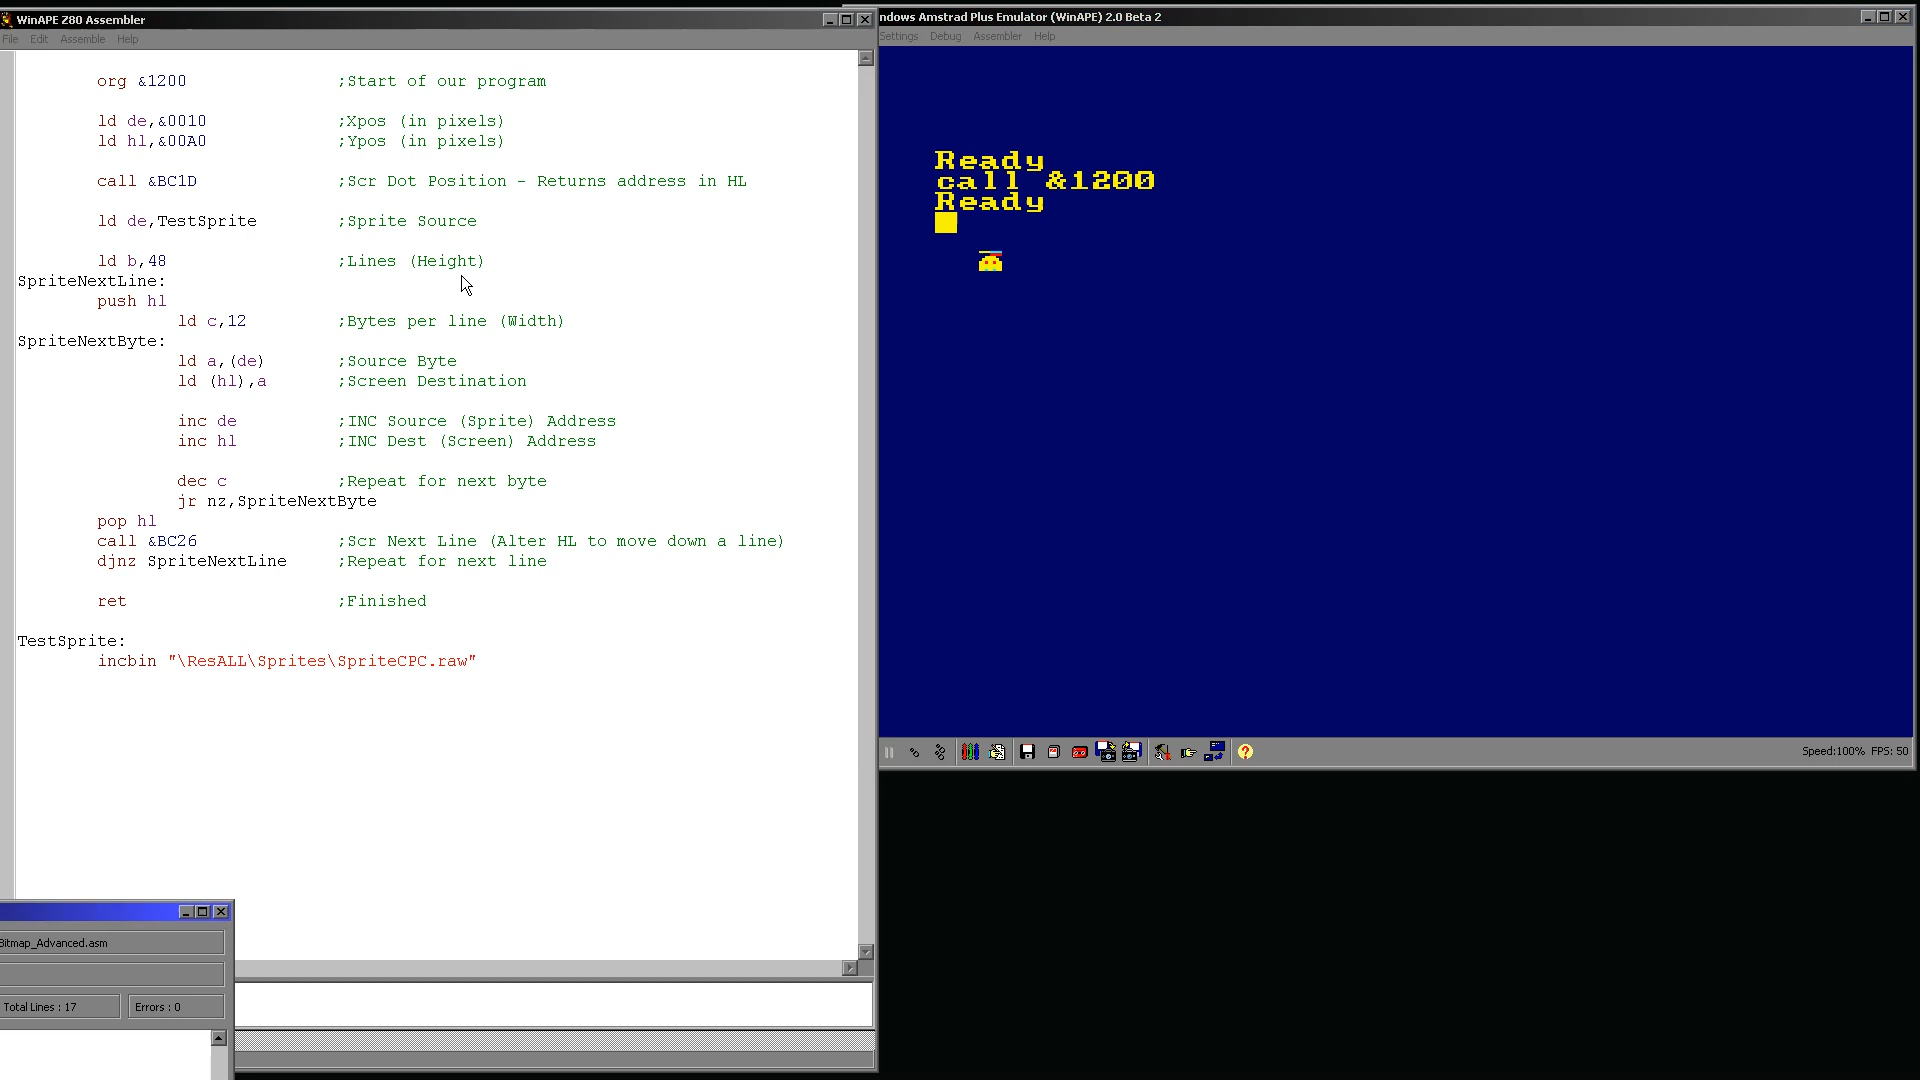 WinAPE Z80 Assembler
File Edit Assemble Help
org &1200 ;Start of our program
ld de,&0010 ;Xpos (in pixels)
ld hl,&00A0 ;Ypos (in pixels)
call &BC1D ;Scr Dot Position - Returns address in HL
ld de,TestSprite ;Sprite Source
ld b,48 ;Lines (Height)
SpriteNextLine:
push hl
ld c,12 ;Bytes per line (Width)
SpriteNextByte:
ld a,(de) ;Source Byte
ld (hl),a ;Screen Destination
inc de ;INC Source (Sprite) Address
inc hl ;INC Dest (Screen) Address
dec c ;Repeat for next byte
jr nz,SpriteNextByte
pop hl
call &BC26 ;Scr Next Line (Alter HL to move down a line)
djnz SpriteNextLine ;Repeat for next line
ret ;Finished
TestSprite:
incbin "\ResALL\Sprites\SpriteCPC.raw"
Bitmap_Advanced.asm
Total Lines : 17 Errors : 0
ndows Amstrad Plus Emulator (WinAPE) 2.0 Beta 2
Settings Debug Assembler Help
Ready
call &1200
Ready
Speed:100% FPS: 50